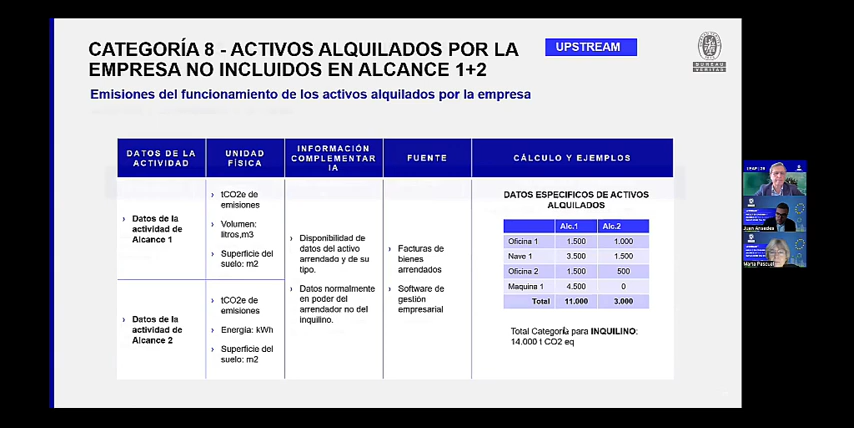 CATEGORÍA 8 - ACTIVOS ALQUILADOS POR LA
EMPRESA NO INCLUIDOS EN ALCANCE 1+2
UPSTREAM
BUREAU
VERITAS
Emisiones del funcionamiento de los activos alquilados por la empresa
DATOS DE LA
ACTIVIDAD
UNIDAD
FÍSICA
INFORMACIÓN
COMPLEMENTAR
IA
FUENTE
CÁLCULO Y EJEMPLOS
› Datos de la
actividad de
Alcance 1
› tCO2e de
emisiones
› Volumen:
litros,m3
› Superficie del
suelo: m2
› Datos de la
actividad de
Alcance 2
› tCO2e de
emisiones
› Energía: kWh
› Superficie del
suelo: m2
› Disponibilidad de
datos del activo
arrendado y de su
tipo.
› Datos normalmente
en poder del
arrendador no del
inquilino.
› Facturas de
bienes
arrendados
› Software de
gestión
empresarial
DATOS ESPECIFICOS DE ACTIVOS
ALQUILADOS
Alc.1 Alc.2
Oficina 1 1.500 1.000
Nave 1 3.500 1.500
Oficina 2 1.500 500
Maquina 1 4.500 0
Total 11.000 3.000
Total Categoría para INQUILINO:
14.000 t CO2 eq